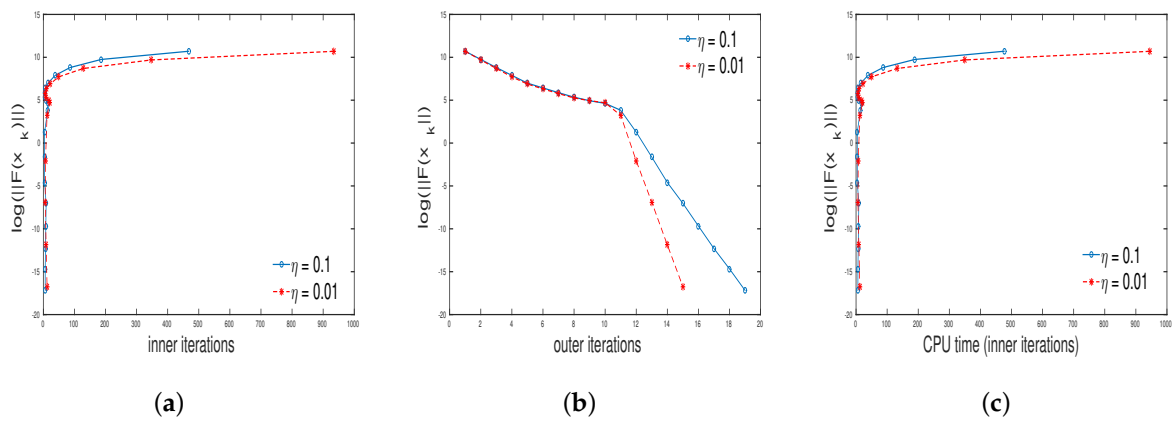 log(||F(x_k)||)
15
10
5
0
-5
-10
-15
-20
0 100 200 300 400 500 600 700 800 900 1000
inner iterations
η = 0.1
η = 0.01
(a)
log(||F(x_k)||)
15
10
5
0
-5
-10
-15
-20
0 2 4 6 8 10 12 14 16 18 20
outer iterations
η = 0.1
η = 0.01
(b)
log(||F(x_k)||)
15
10
5
0
-5
-10
-15
-20
0 100 200 300 400 500 600 700 800 900 1000
CPU time (inner iterations)
η = 0.1
η = 0.01
(c)